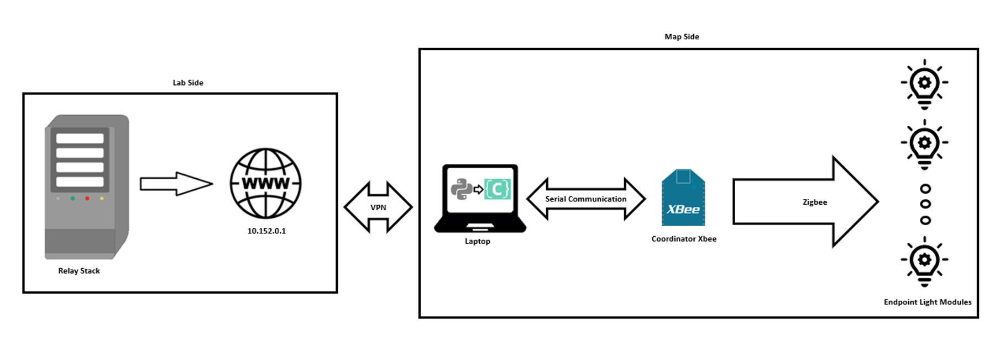 Map Side
Lab Side
WWW
10.152.0.1
Relay Stack
VPN
{C}
Laptop
Serial Communication
XBee
Coordinator Xbee
Zigbee
Endpoint Light Modules